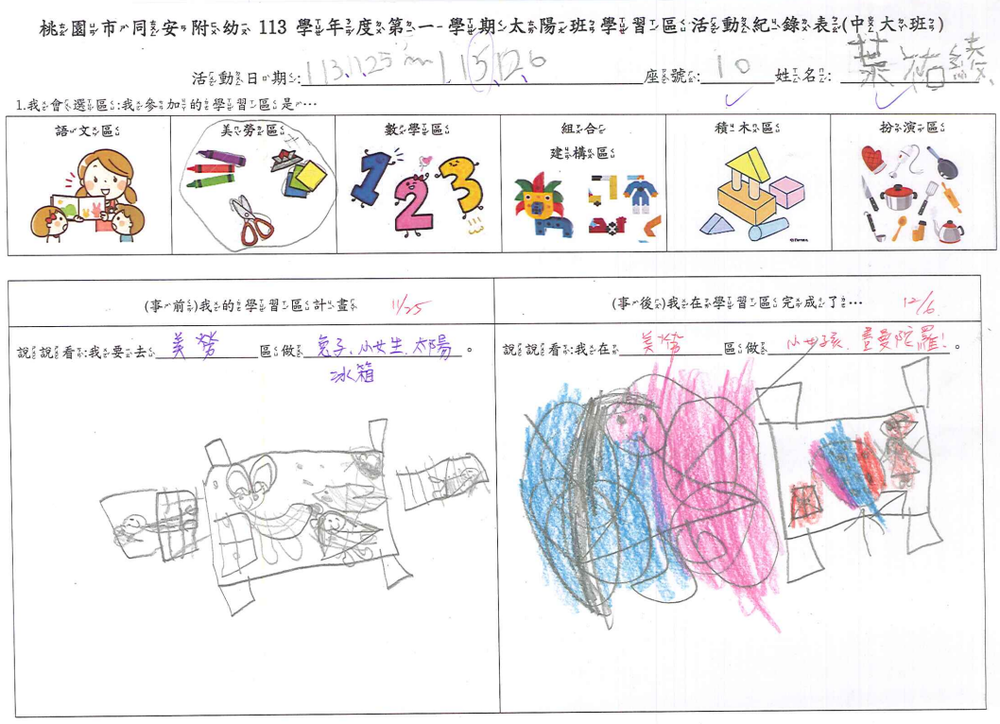 桃園市同安附幼 113 學年度第一學期太陽班學習區活動紀錄表(中大班)
活動日期: 113.11.25 座號: 10 姓名: 葉
1.我會選區:我參加的學習區是…
語文區 美勞區 數學區 組合建構區 積木區 扮演區
1 2 3
(事前)我的學習區計畫 11/25 (事後)我在學習區完成了… 12/6
說說看:我要去 美勞 區做 兔子、小女生、太陽、冰箱。
說說看:我在 美勞 區做 小女孩、畫曼陀羅!。